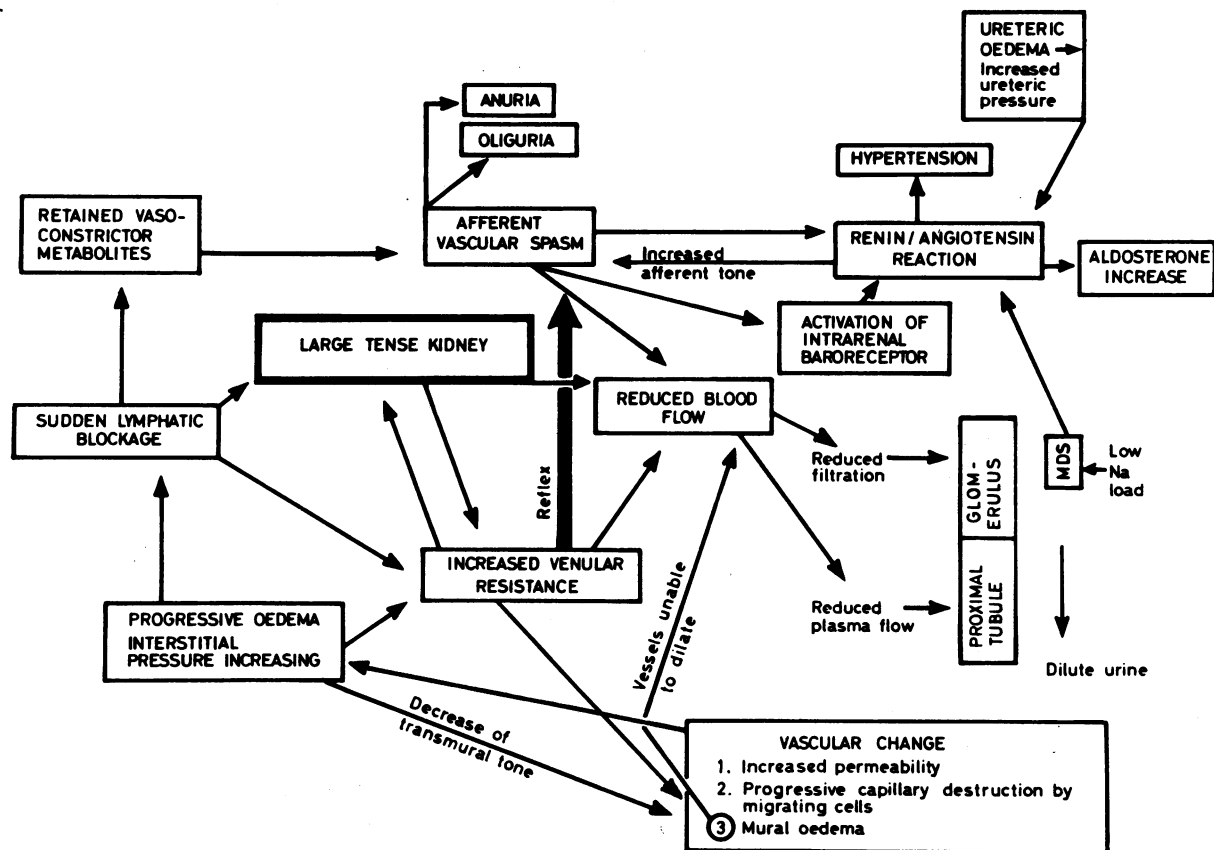 URETERIC
OEDEMA
Increased
ureteric
pressure
ANURIA
OLIGURIA
HYPERTENSION
RETAINED VASO-
CONSTRICTOR
METABOLITES
AFFERENT
VASCULAR SPASM
Increased
afferent tone
RENIN/ANGIOTENSIN
REACTION
ALDOSTERONE
INCREASE
ACTIVATION OF
INTRARENAL
BARORECEPTOR
LARGE TENSE KIDNEY
REDUCED BLOOD
FLOW
SUDDEN LYMPHATIC
BLOCKAGE
Reflex
Reduced
filtration
GLOM-
ERULUS
MDS
Low
Na
load
INCREASED VENULAR
RESISTANCE
PROGRESSIVE OEDEMA
INTERSTITIAL
PRESSURE INCREASING
Vessels unable
to dilate
Reduced
plasma flow
PROXIMAL
TUBULE
Dilute urine
Decrease of
transmural tone
VASCULAR CHANGE
1. Increased permeability
2. Progressive capillary destruction by
migrating cells
3 Mural oedema